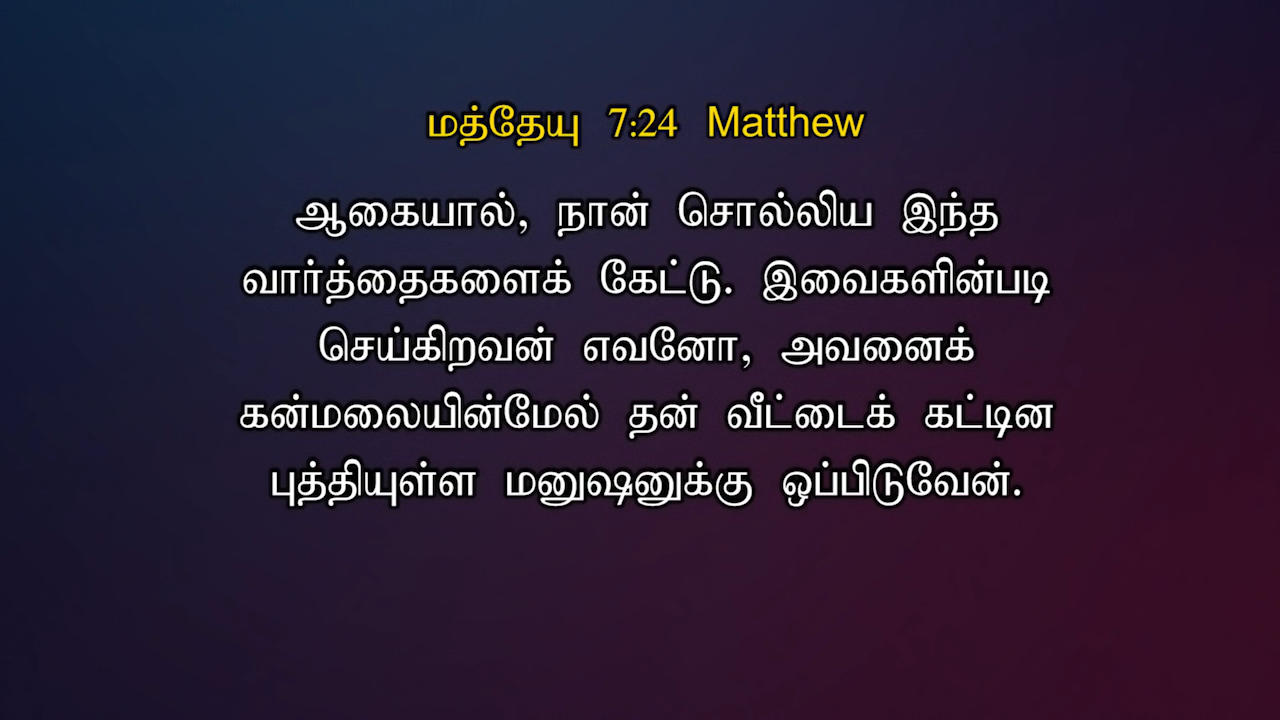 மத்தேயு 7:24 Matthew
ஆகையால், நான் சொல்லிய இந்த
வார்த்தைகளைக் கேட்டு. இவைகளின்படி
செய்கிறவன் எவனோ, அவனைக்
கன்மலையின்மேல் தன் வீட்டைக் கட்டின
புத்தியுள்ள மனுஷனுக்கு ஒப்பிடுவேன்.